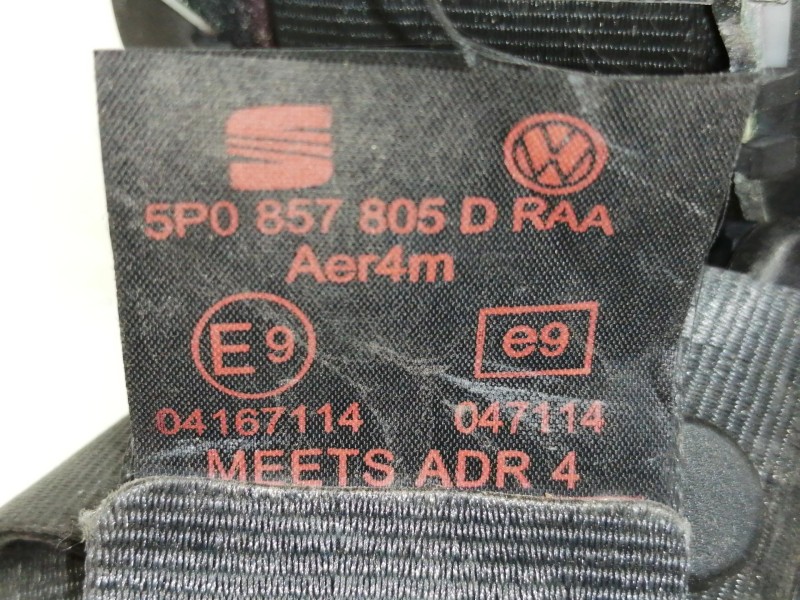 5P0 857 805 D RAA
Aer4m
E9 e9
04167114 047114
MEETS ADR 4